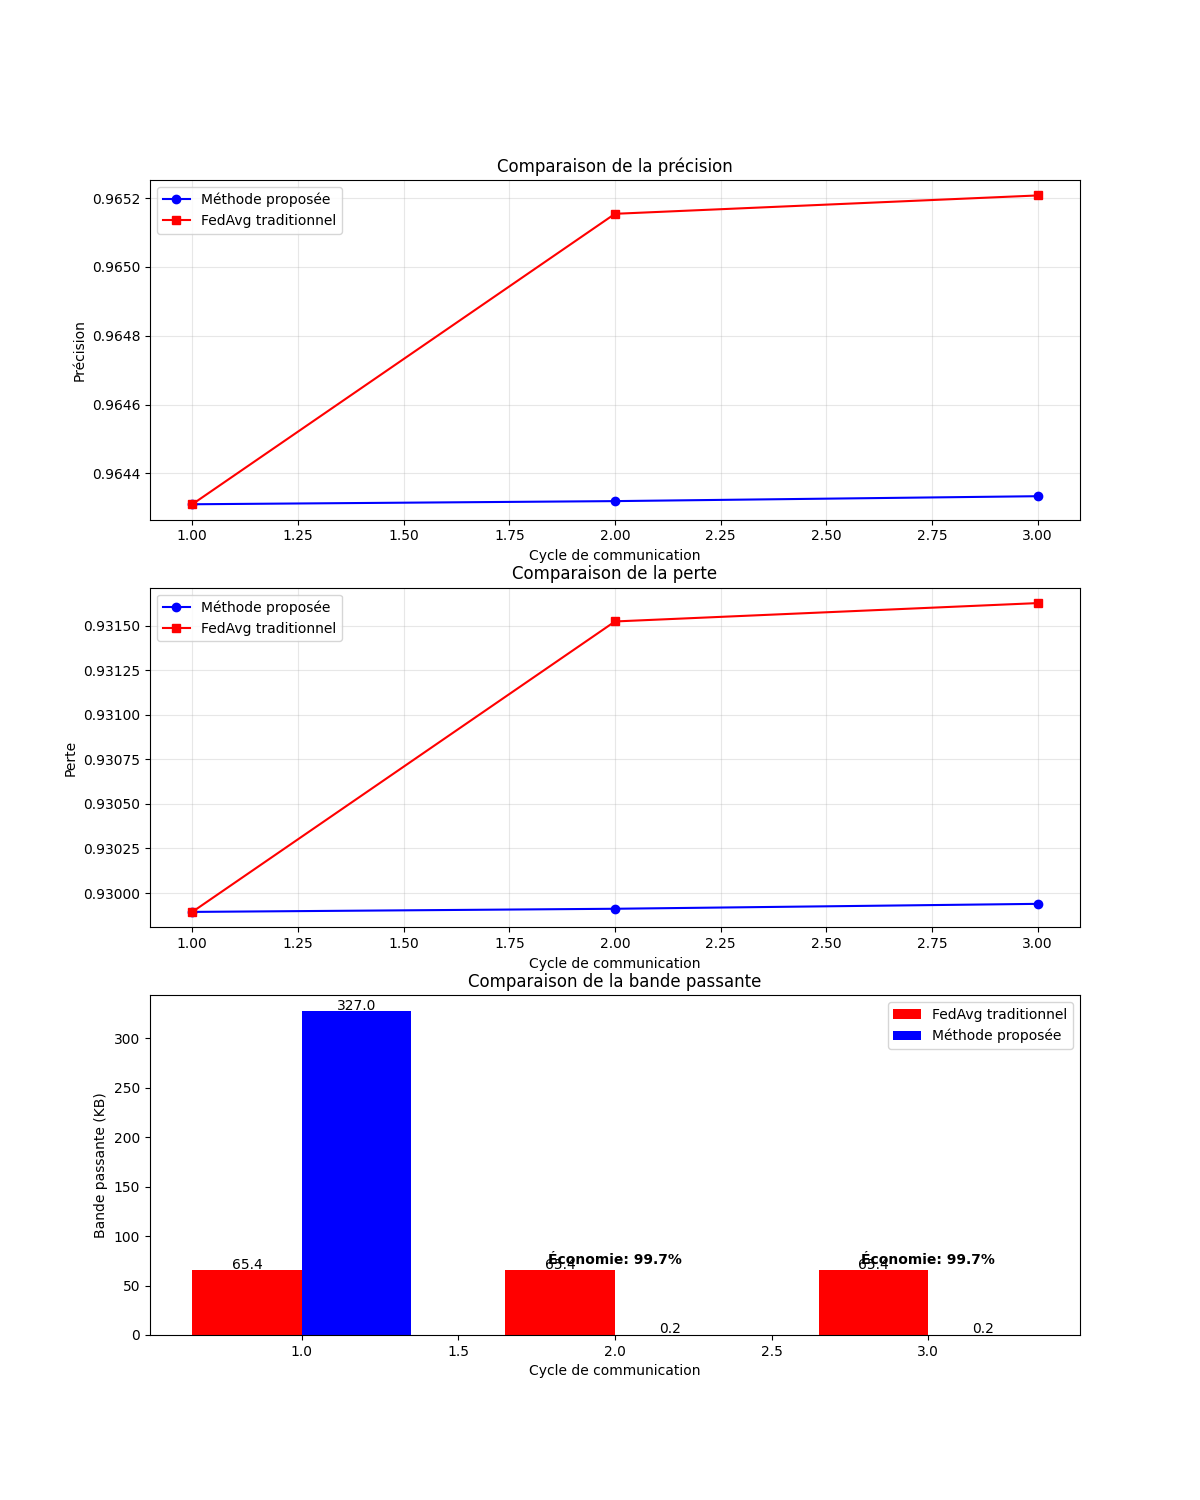 Comparaison de la précision
Méthode proposée
FedAvg traditionnel
Précision
0.9652
0.9650
0.9648
0.9646
0.9644
1.00 1.25 1.50 1.75 2.00 2.25 2.50 2.75 3.00
Cycle de communication
Comparaison de la perte
Méthode proposée
FedAvg traditionnel
Perte
0.93150
0.93125
0.93100
0.93075
0.93050
0.93025
0.93000
1.00 1.25 1.50 1.75 2.00 2.25 2.50 2.75 3.00
Cycle de communication
Comparaison de la bande passante
FedAvg traditionnel
Méthode proposée
Bande passante (KB)
300
250
200
150
100
50
0
327.0
65.4
Économie: 99.7%
65.4
0.2
Économie: 99.7%
65.4
0.2
1.0 1.5 2.0 2.5 3.0
Cycle de communication